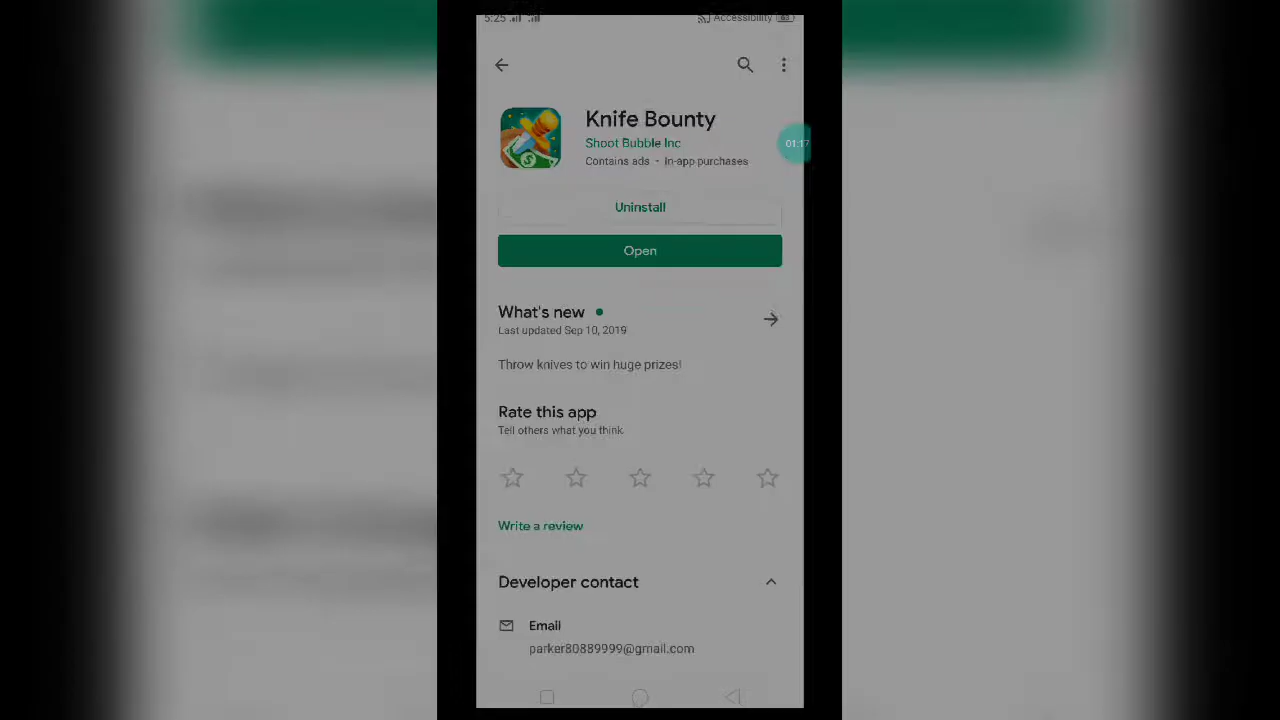 5:25
Accessibility
Knife Bounty
Shoot Bubble Inc
Contains ads • In-app purchases
01:17
Uninstall
Open
What's new
Last updated Sep 10, 2019
Throw knives to win huge prizes!
Rate this app
Tell others what you think.
Write a review
Developer contact
Email
parker80889999@gmail.com